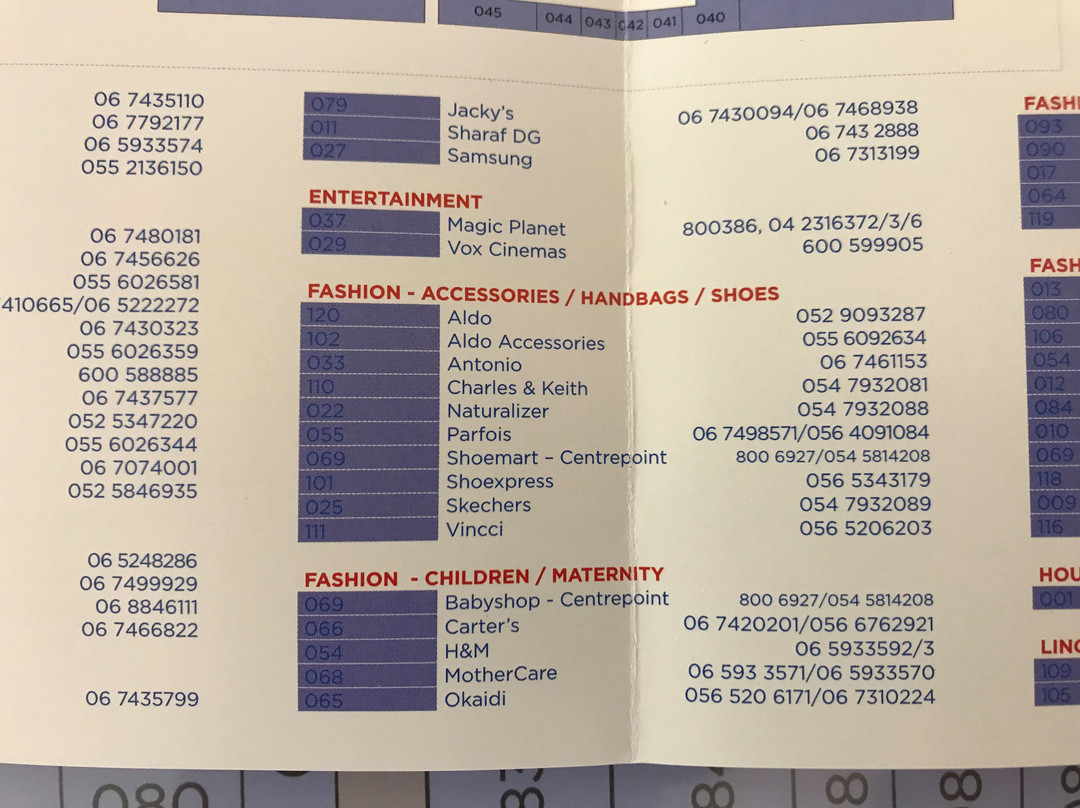 045 044 043 042 041 040
06 7435110
06 7792177
06 5933574
055 2136150
06 7480181
06 7456626
055 6026581
410665/06 5222272
06 7430323
055 6026359
600 588885
06 7437577
052 5347220
055 6026344
06 7074001
052 5846935
06 5248286
06 7499929
06 8846111
06 7466822
06 7435799
079 Jacky's 06 7430094/06 7468938
011 Sharaf DG 06 743 2888
027 Samsung 06 7313199
ENTERTAINMENT
037 Magic Planet 800386, 04 2316372/3/6
029 Vox Cinemas 600 599905
FASHION - ACCESSORIES / HANDBAGS / SHOES
120 Aldo 052 9093287
102 Aldo Accessories 055 6092634
033 Antonio 06 7461153
110 Charles & Keith 054 7932081
022 Naturalizer 054 7932088
055 Parfois 06 7498571/056 4091084
069 Shoemart – Centrepoint 800 6927/054 5814208
101 Shoexpress 056 5343179
025 Skechers 054 7932089
111 Vincci 056 5206203
FASHION - CHILDREN / MATERNITY
069 Babyshop - Centrepoint 800 6927/054 5814208
066 Carter's 06 7420201/056 6762921
054 H&M 06 5933592/3
068 MotherCare 06 593 3571/06 5933570
065 Okaidi 056 520 6171/06 7310224
FASHI
093
090
017
064
119
FASH
013
080
106
054
012
084
010
069
118
009
116
HOU
001
LING
109
105
080